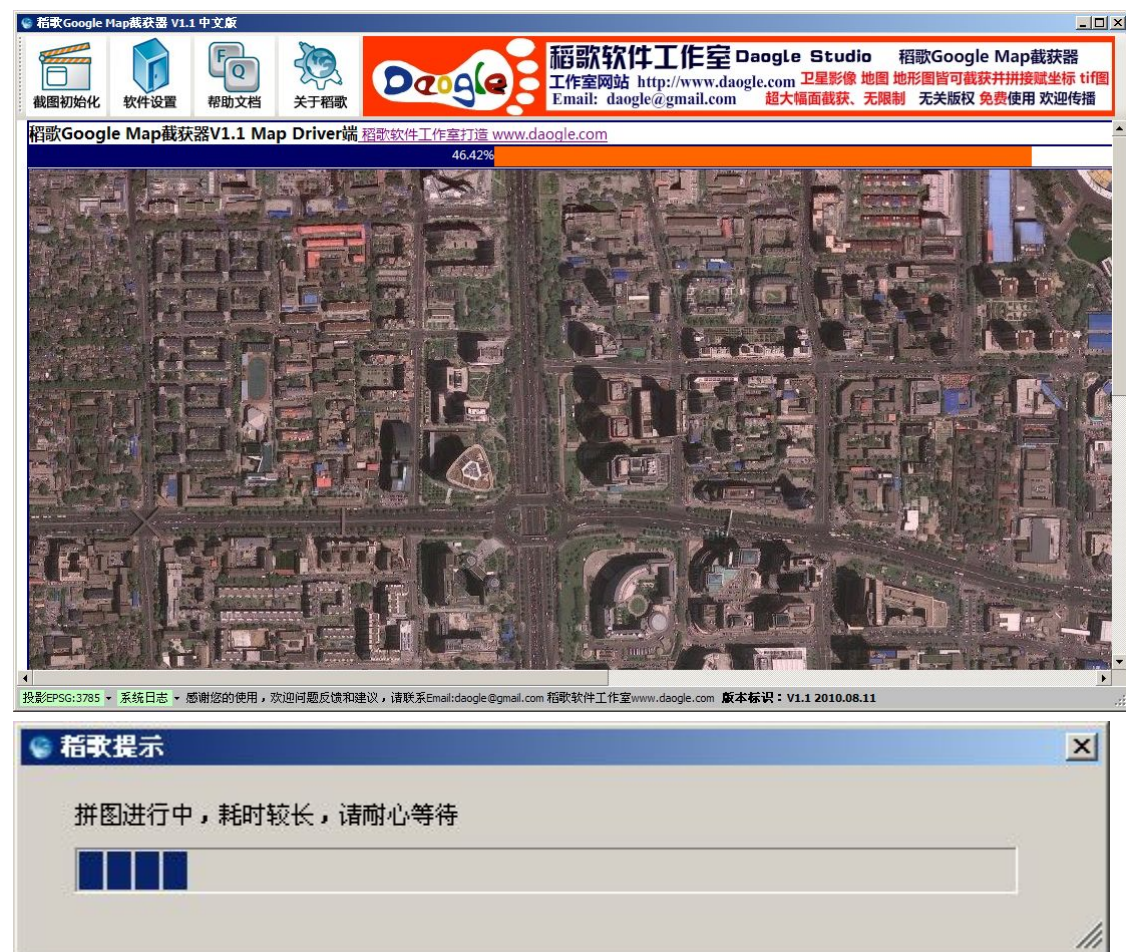 稻歌Google Map截获器 V1.1 中文版
截图初始化
软件设置
F
Q
帮助文档
关于稻歌
Daogle
稻歌软件工作室 Daogle Studio 稻歌Google Map截获器
工作室网站 http://www.daogle.com 卫星影像 地图 地形图皆可截获并拼接赋坐标 tif图
Email: daogle@gmail.com 超大幅面截获、无限制 无关版权 免费使用 欢迎传播
稻歌Google Map截获器V1.1 Map Driver端 稻歌软件工作室打造 www.daogle.com
46.42%
投影EPSG:3785 系统日志 感谢您的使用，欢迎问题反馈和建议，请联系Email:daogle@gmail.com 稻歌软件工作室www.daogle.com 版本标识：V1.1 2010.08.11
稻歌提示
拼图进行中，耗时较长，请耐心等待